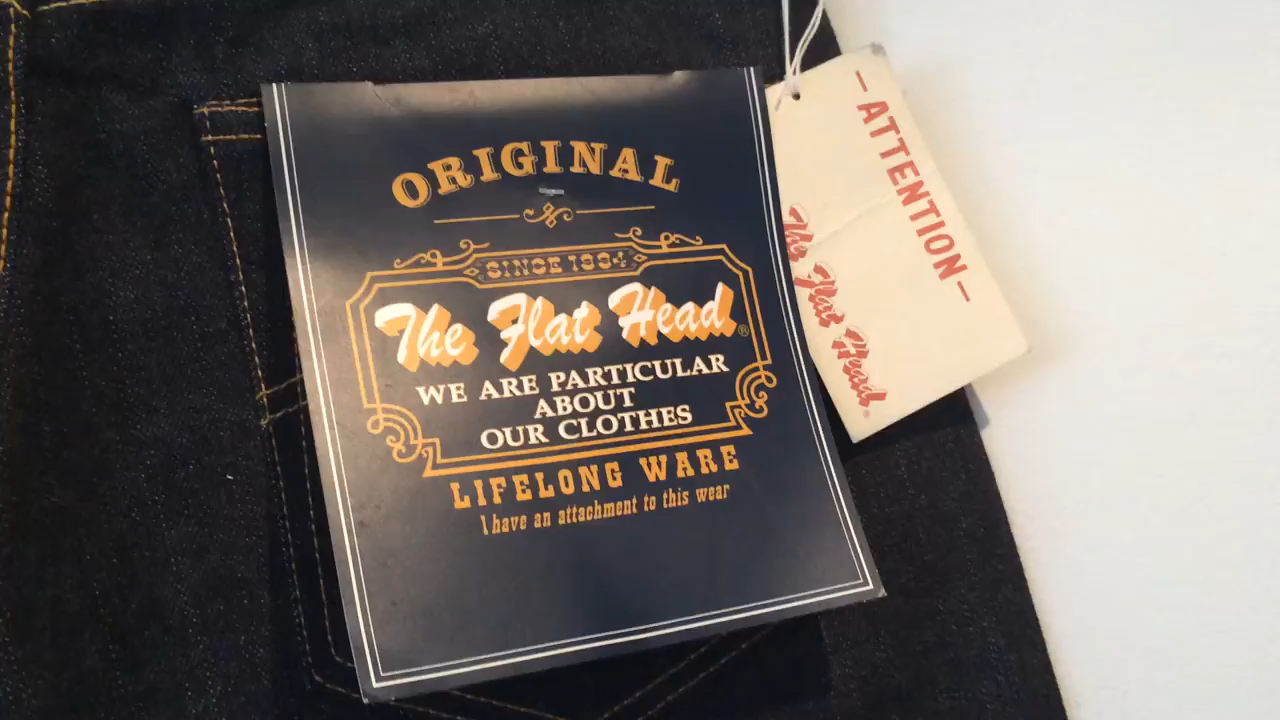 ORIGINAL
SINCE 1994
The Flat Head®
WE ARE PARTICULAR
ABOUT
OUR CLOTHES
LIFELONG WARE
I have an attachment to this wear
- ATTENTION -
The Flat Head®